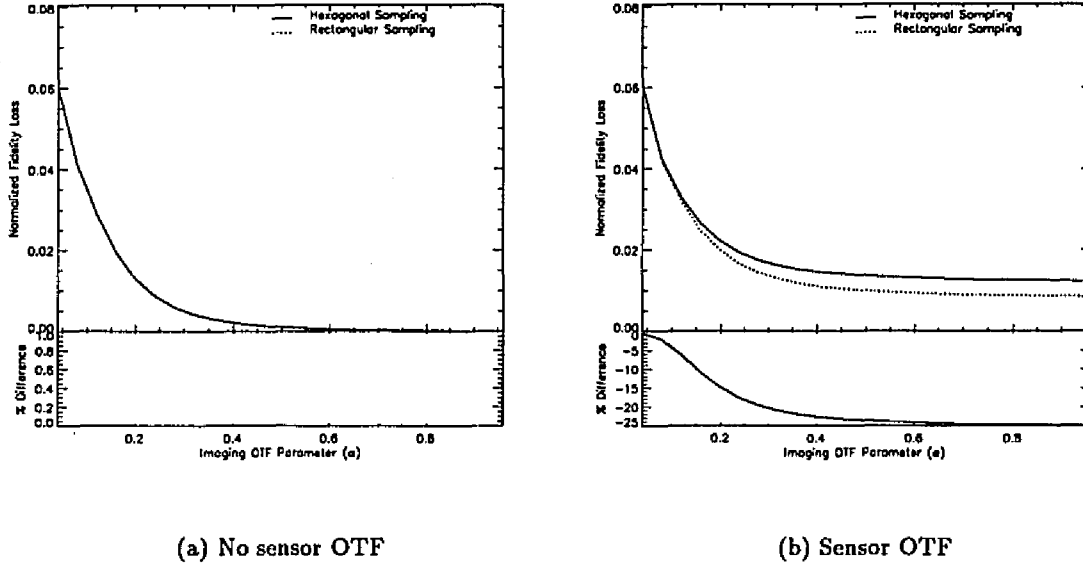 0.08
Hexagonal Sampling
Rectangular Sampling
0.06
0.04
0.02
0.00
Normalized Fidelity Loss
1.0
0.8
0.6
0.4
0.2
0.0
% Difference
0.2 0.4 0.6 0.8
Imaging OTF Parameter (a)
(a) No sensor OTF
0.08
Hexagonal Sampling
Rectangular Sampling
0.06
0.04
0.02
0.00
Normalized Fidelity Loss
0
-5
-10
-15
-20
-25
% Difference
0.2 0.4 0.6 0.8
Imaging OTF Parameter (a)
(b) Sensor OTF